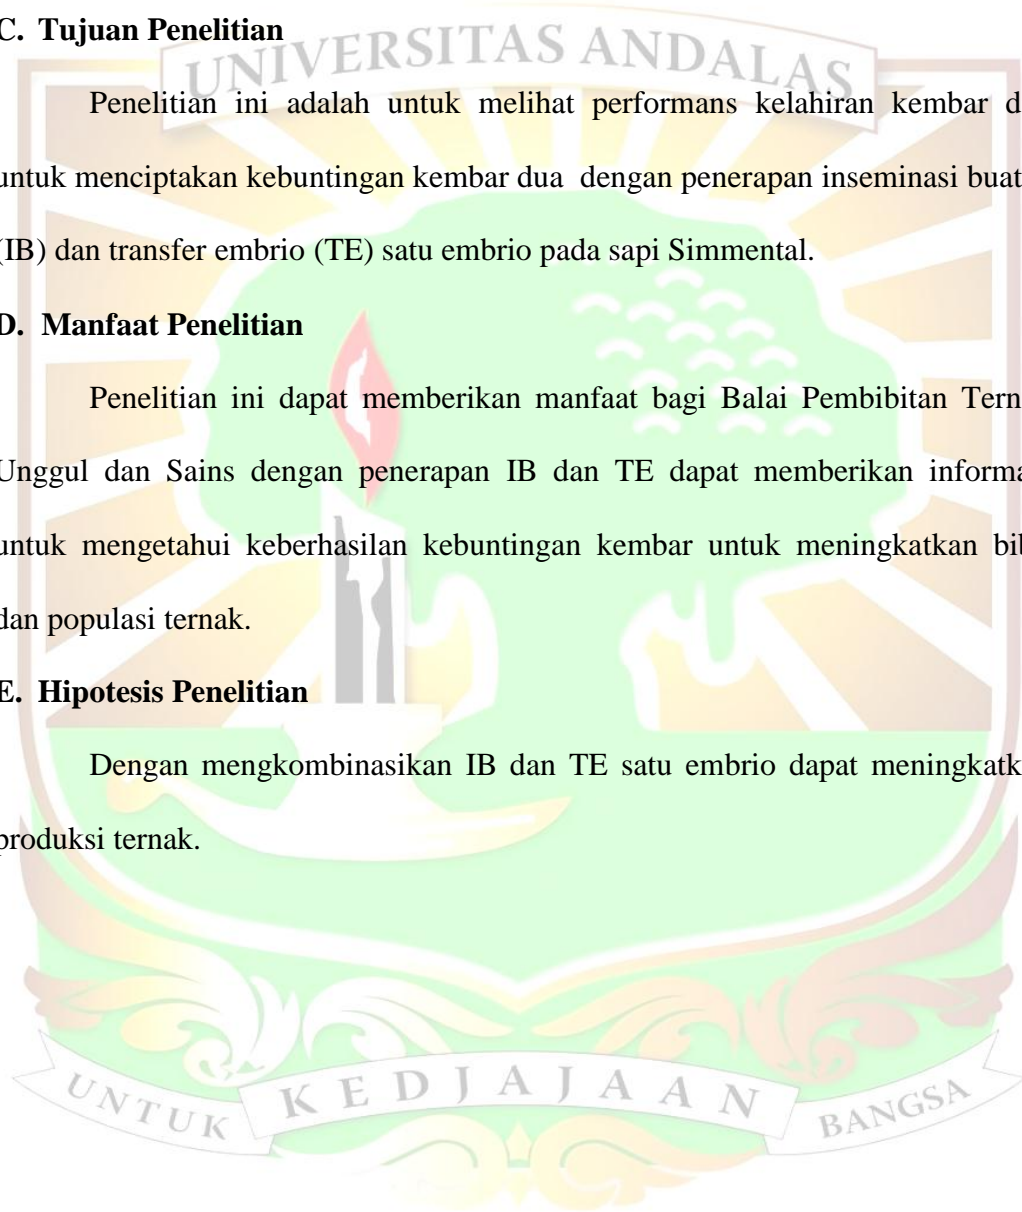 C. Tujuan Penelitian
UNIVERSITAS ANDALAS
Penelitian ini adalah untuk melihat performans kelahiran kembar d
untuk menciptakan kebuntingan kembar dua dengan penerapan inseminasi buat
(IB) dan transfer embrio (TE) satu embrio pada sapi Simmental.
D. Manfaat Penelitian
Penelitian ini dapat memberikan manfaat bagi Balai Pembibitan Tern
Unggul dan Sains dengan penerapan IB dan TE dapat memberikan informa
untuk mengetahui keberhasilan kebuntingan kembar untuk meningkatkan bib
dan populasi ternak.
E. Hipotesis Penelitian
Dengan mengkombinasikan IB dan TE satu embrio dapat meningkatk
produksi ternak.
UNTUK KEDJAJAAN BANGSA